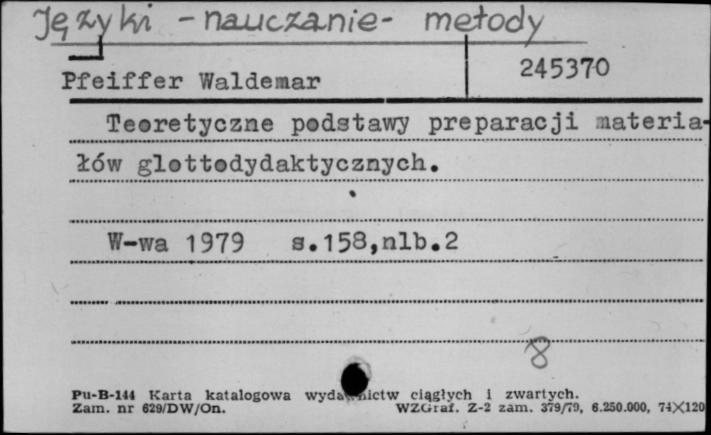 Języki - nauczanie - metody
Pfeiffer Waldemar
245370
Teoretyczne podstawy preparacji materia-
łów glottodydaktycznych.
W-wa 1979 s.158,nlb.2
8
Pu-B-144 Karta katalogowa wydawnictw ciągłych i zwartych.
Zam. nr 629/DW/On. WZGraf. Z-2 zam. 379/79, 6.250.000, 74×120